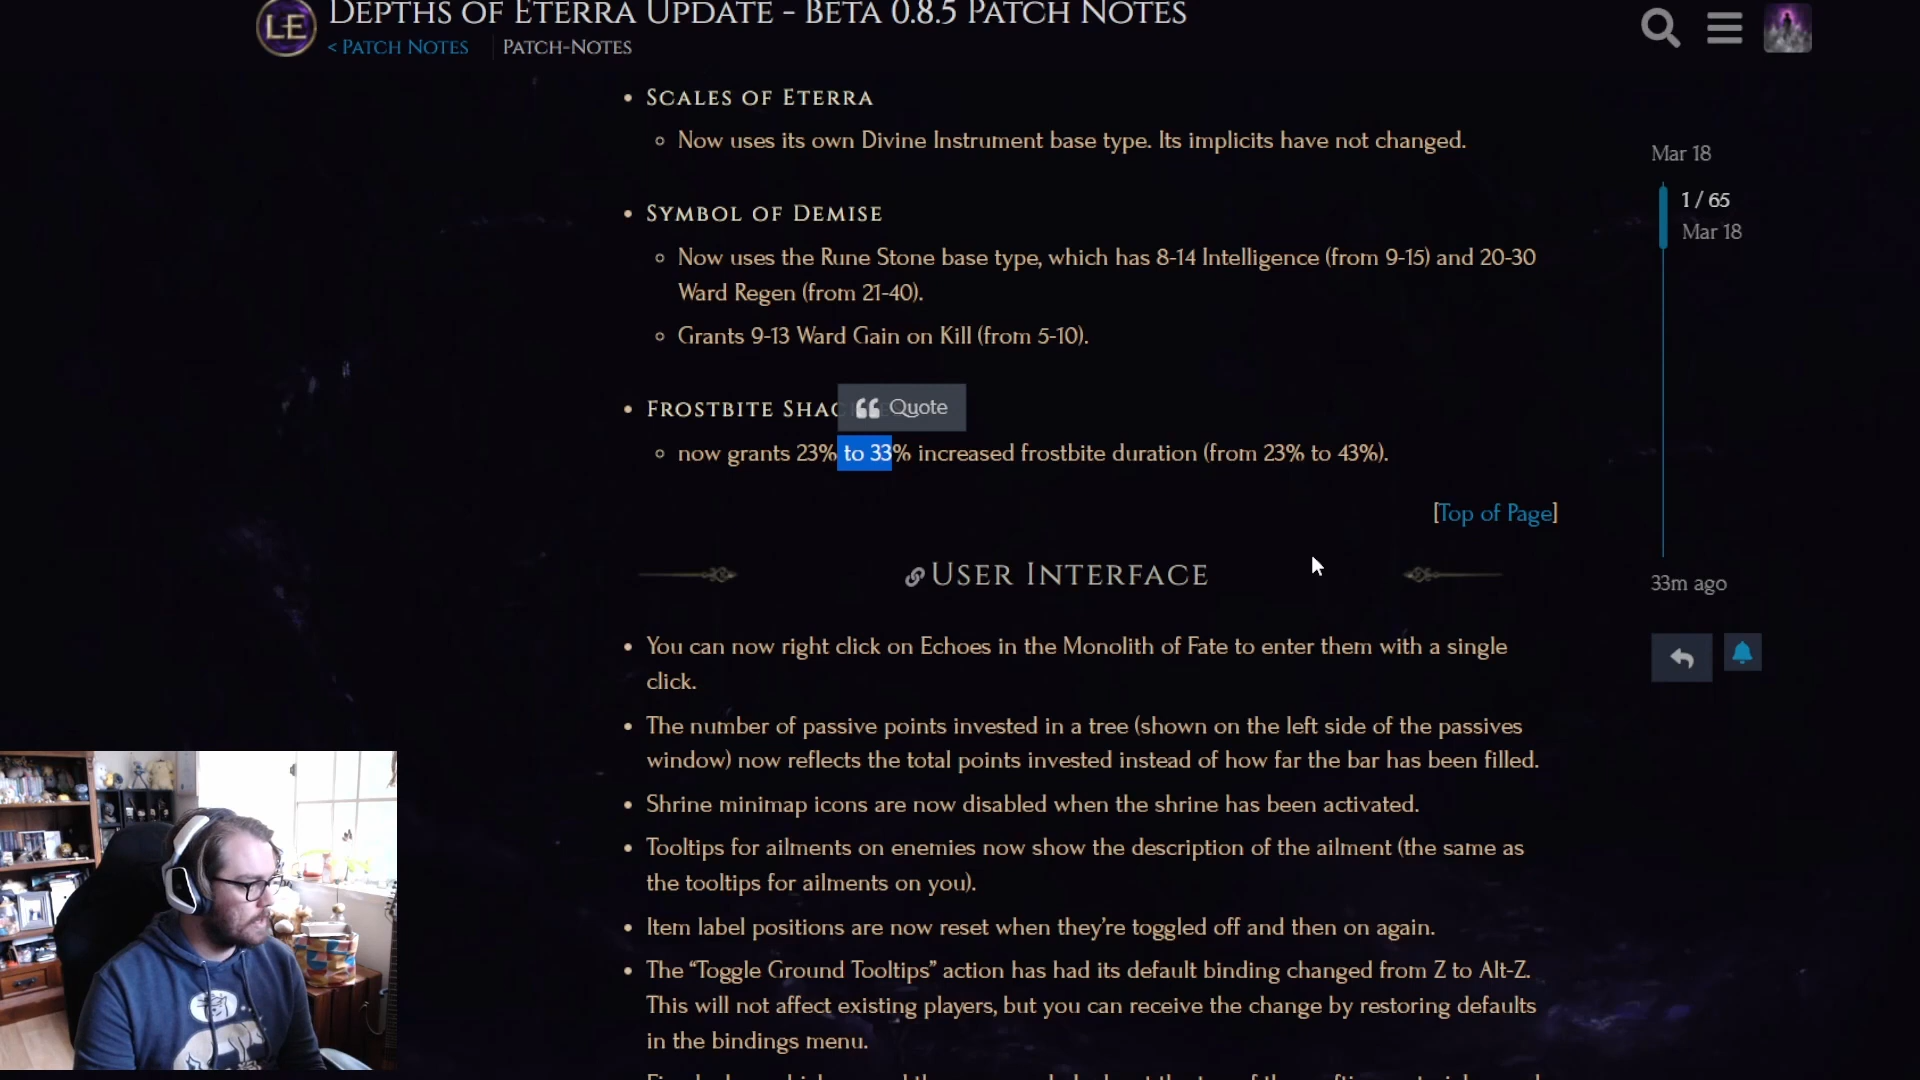 LE
Depths of Eterra Update - Beta 0.8.5 Patch Notes
< Patch Notes
Patch-Notes
Scales of Eterra
Now uses its own Divine Instrument base type. Its implicits have not changed.
Mar 18
1 / 65
Mar 18
Symbol of Demise
Now uses the Rune Stone base type, which has 8-14 Intelligence (from 9-15) and 20-30
Ward Regen (from 21-40).
Grants 9-13 Ward Gain on Kill (from 5-10).
Frostbite
Quote
now grants 23% to 33% increased frostbite duration (from 23% to 43%).
[Top of Page]
User Interface
33m ago
You can now right click on Echoes in the Monolith of Fate to enter them with a single
click.
The number of passive points invested in a tree (shown on the left side of the passives
window) now reflects the total points invested instead of how far the bar has been filled.
Shrine minimap icons are now disabled when the shrine has been activated.
Tooltips for ailments on enemies now show the description of the ailment (the same as
the tooltips for ailments on you).
Item label positions are now reset when they're toggled off and then on again.
The “Toggle Ground Tooltips” action has had its default binding changed from Z to Alt-Z.
This will not affect existing players, but you can receive the change by restoring defaults
in the bindings menu.